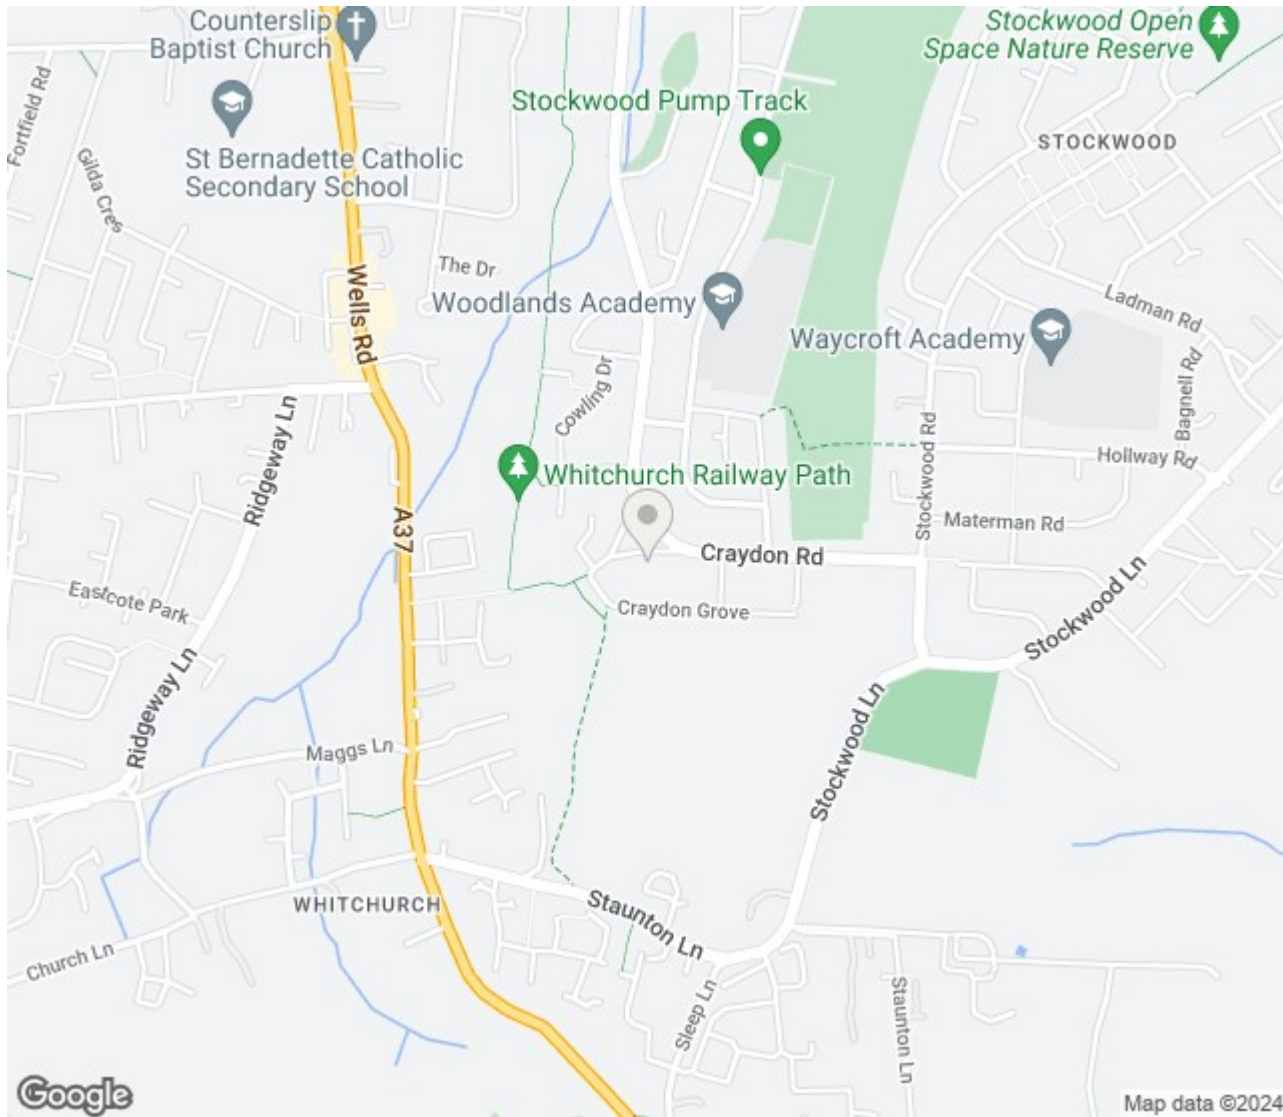 Counterslip
Baptist Church
Stockwood Open
Space Nature Reserve
Fortfield Rd
Stockwood Pump Track
STOCKWOOD
St Bernadette Catholic
Secondary School
Gilda Cres
The Dr
Wells Rd
Woodlands Academy
Ladman Rd
Waycroft Academy
Bagnell Rd
Cowling Dr
Ridgeway Ln
Stockwood Rd
Hollway Rd
Whitchurch Railway Path
A37
Materman Rd
Craydon Rd
Eastcote Park
Craydon Grove
Stockwood Ln
Ridgeway Ln
Maggs Ln
Stockwood Ln
WHITCHURCH
Staunton Ln
Church Ln
Sleep Ln
Staunton Ln
Google
Map data ©2024